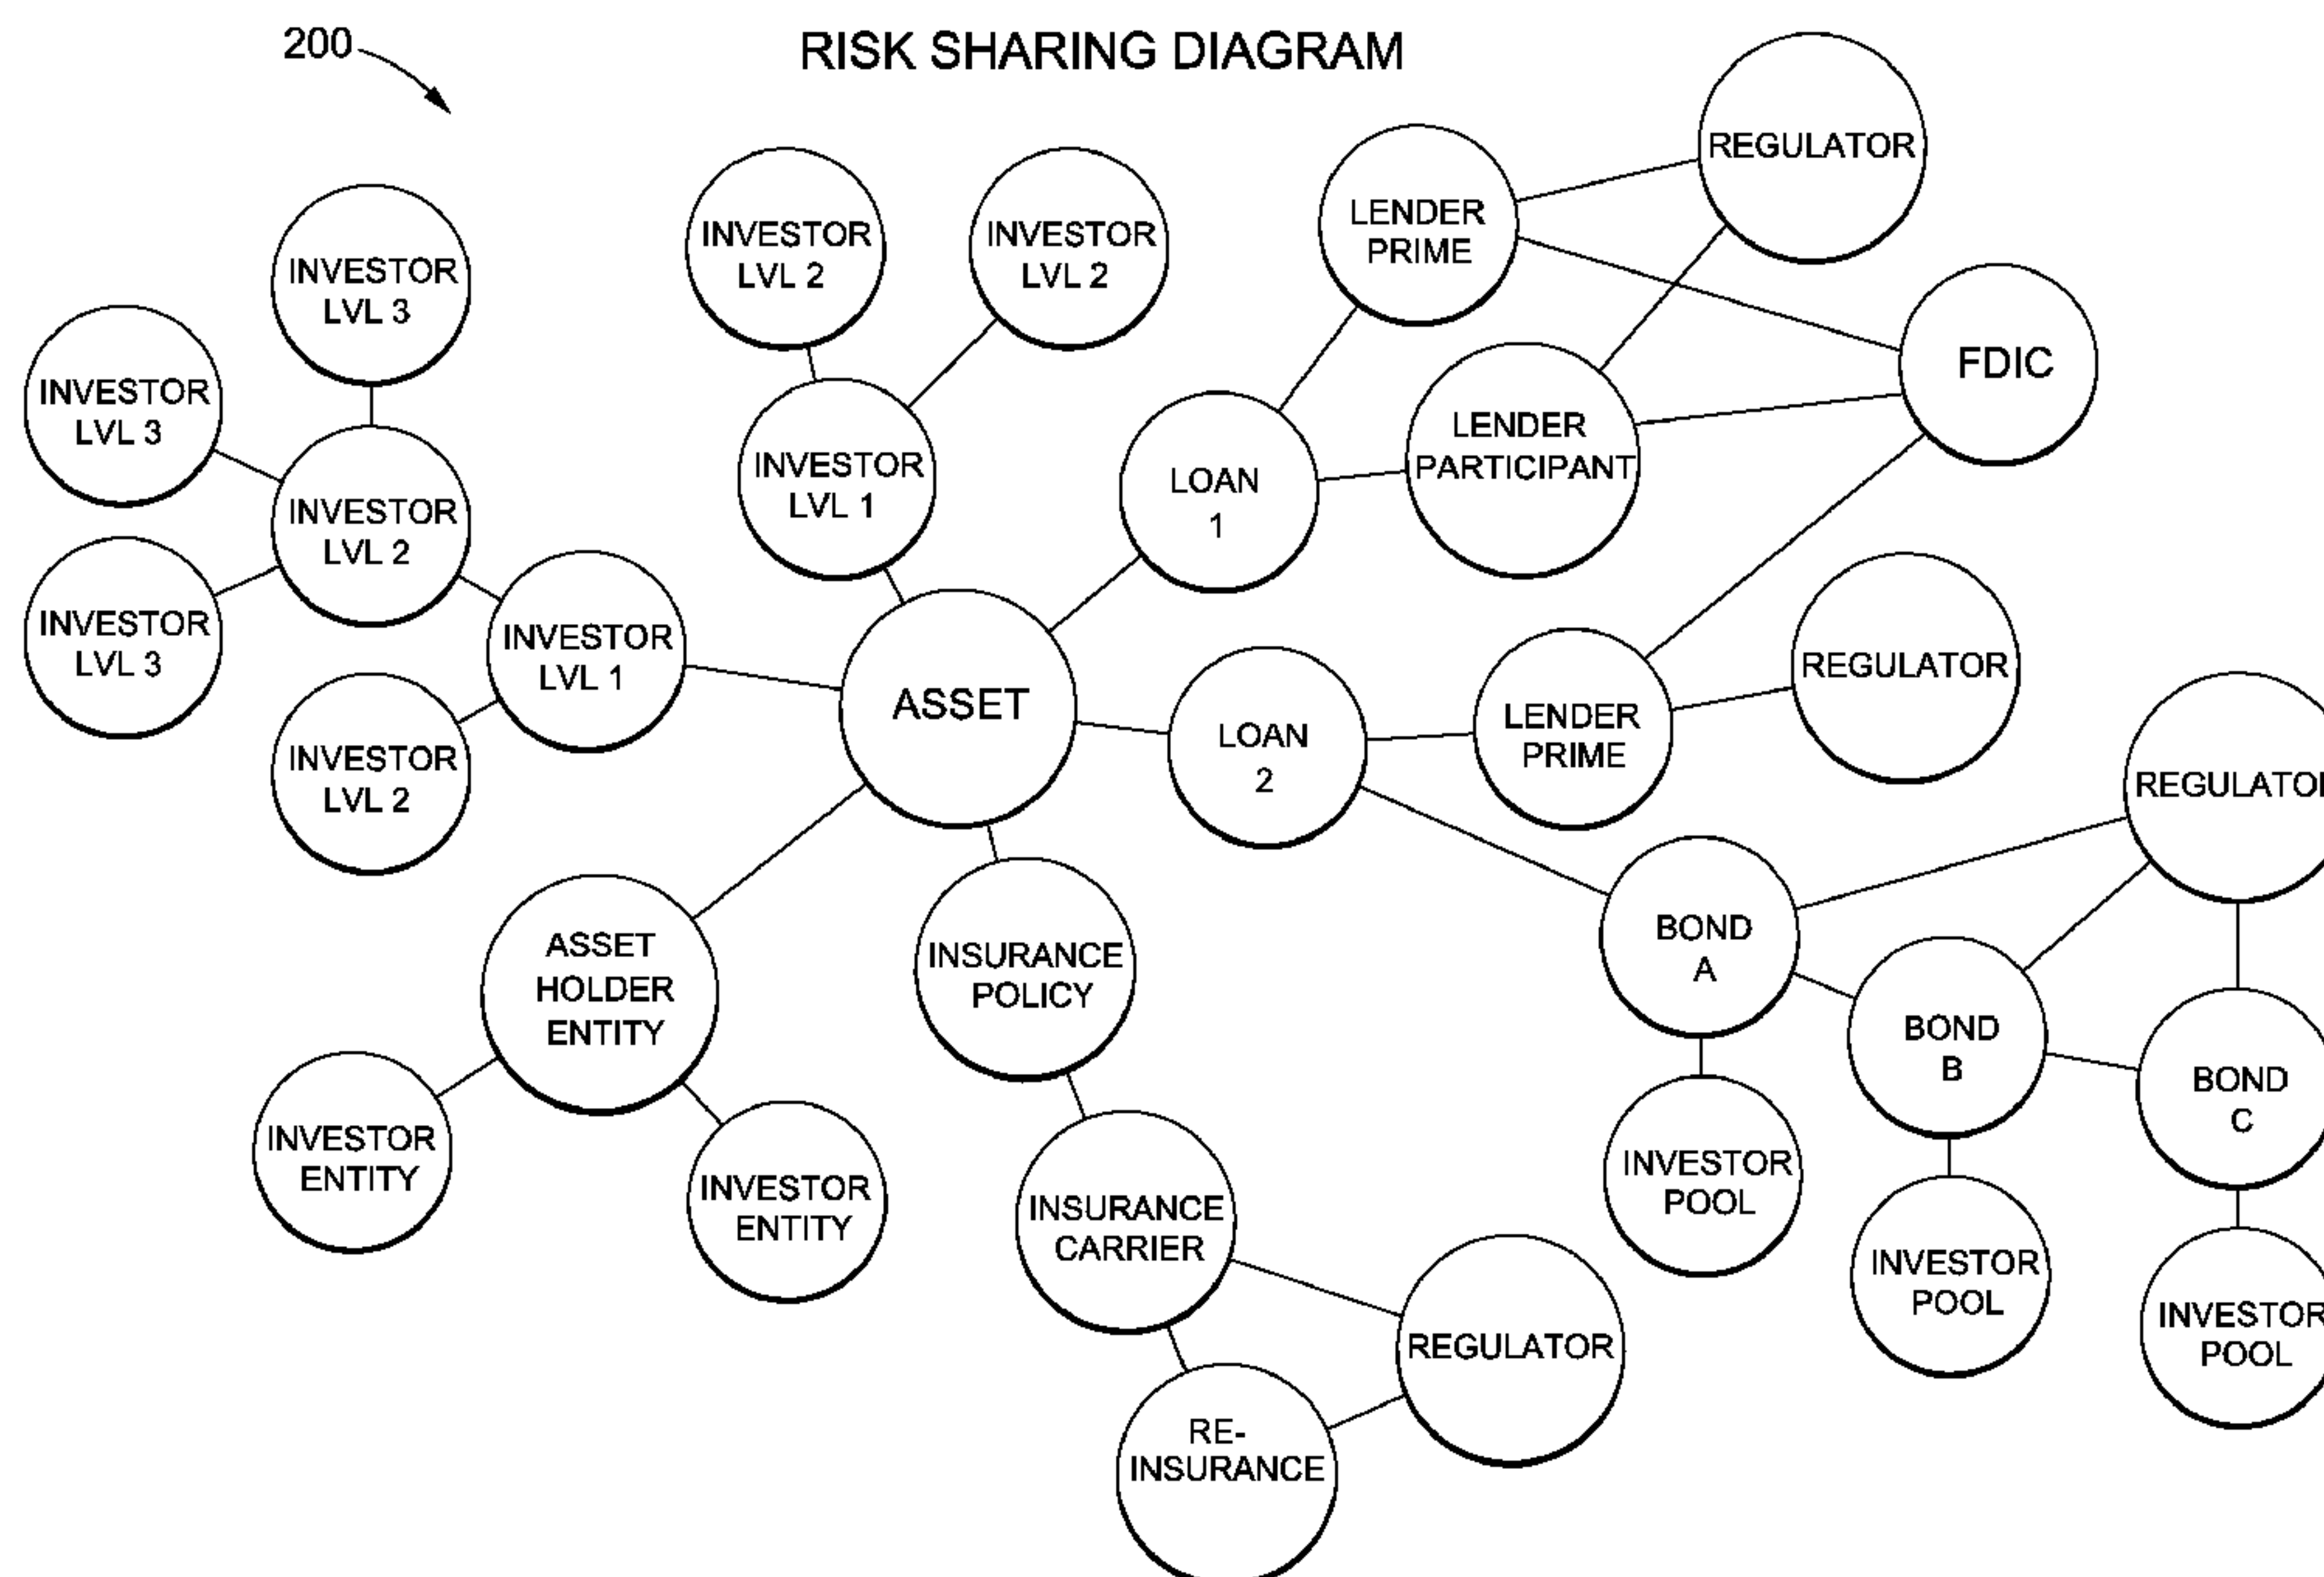 200
RISK SHARING DIAGRAM
REGULATOR
LENDER
PRIME
INVESTOR
LVL 2
INVESTOR
LVL 2
INVESTOR
LVL 3
FDIC
INVESTOR
LVL 3
LENDER
PARTICIPANT
INVESTOR
LVL 1
LOAN
1
INVESTOR
LVL 2
INVESTOR
LVL 3
INVESTOR
LVL 1
REGULATOR
ASSET
LENDER
PRIME
LOAN
2
INVESTOR
LVL 2
REGULATO
BOND
A
ASSET
HOLDER
ENTITY
INSURANCE
POLICY
BOND
B
BOND
C
INVESTOR
ENTITY
INVESTOR
POOL
INVESTOR
ENTITY
INSURANCE
CARRIER
INVESTOR
POOL
INVESTOR
POOL
REGULATOR
RE-
INSURANCE